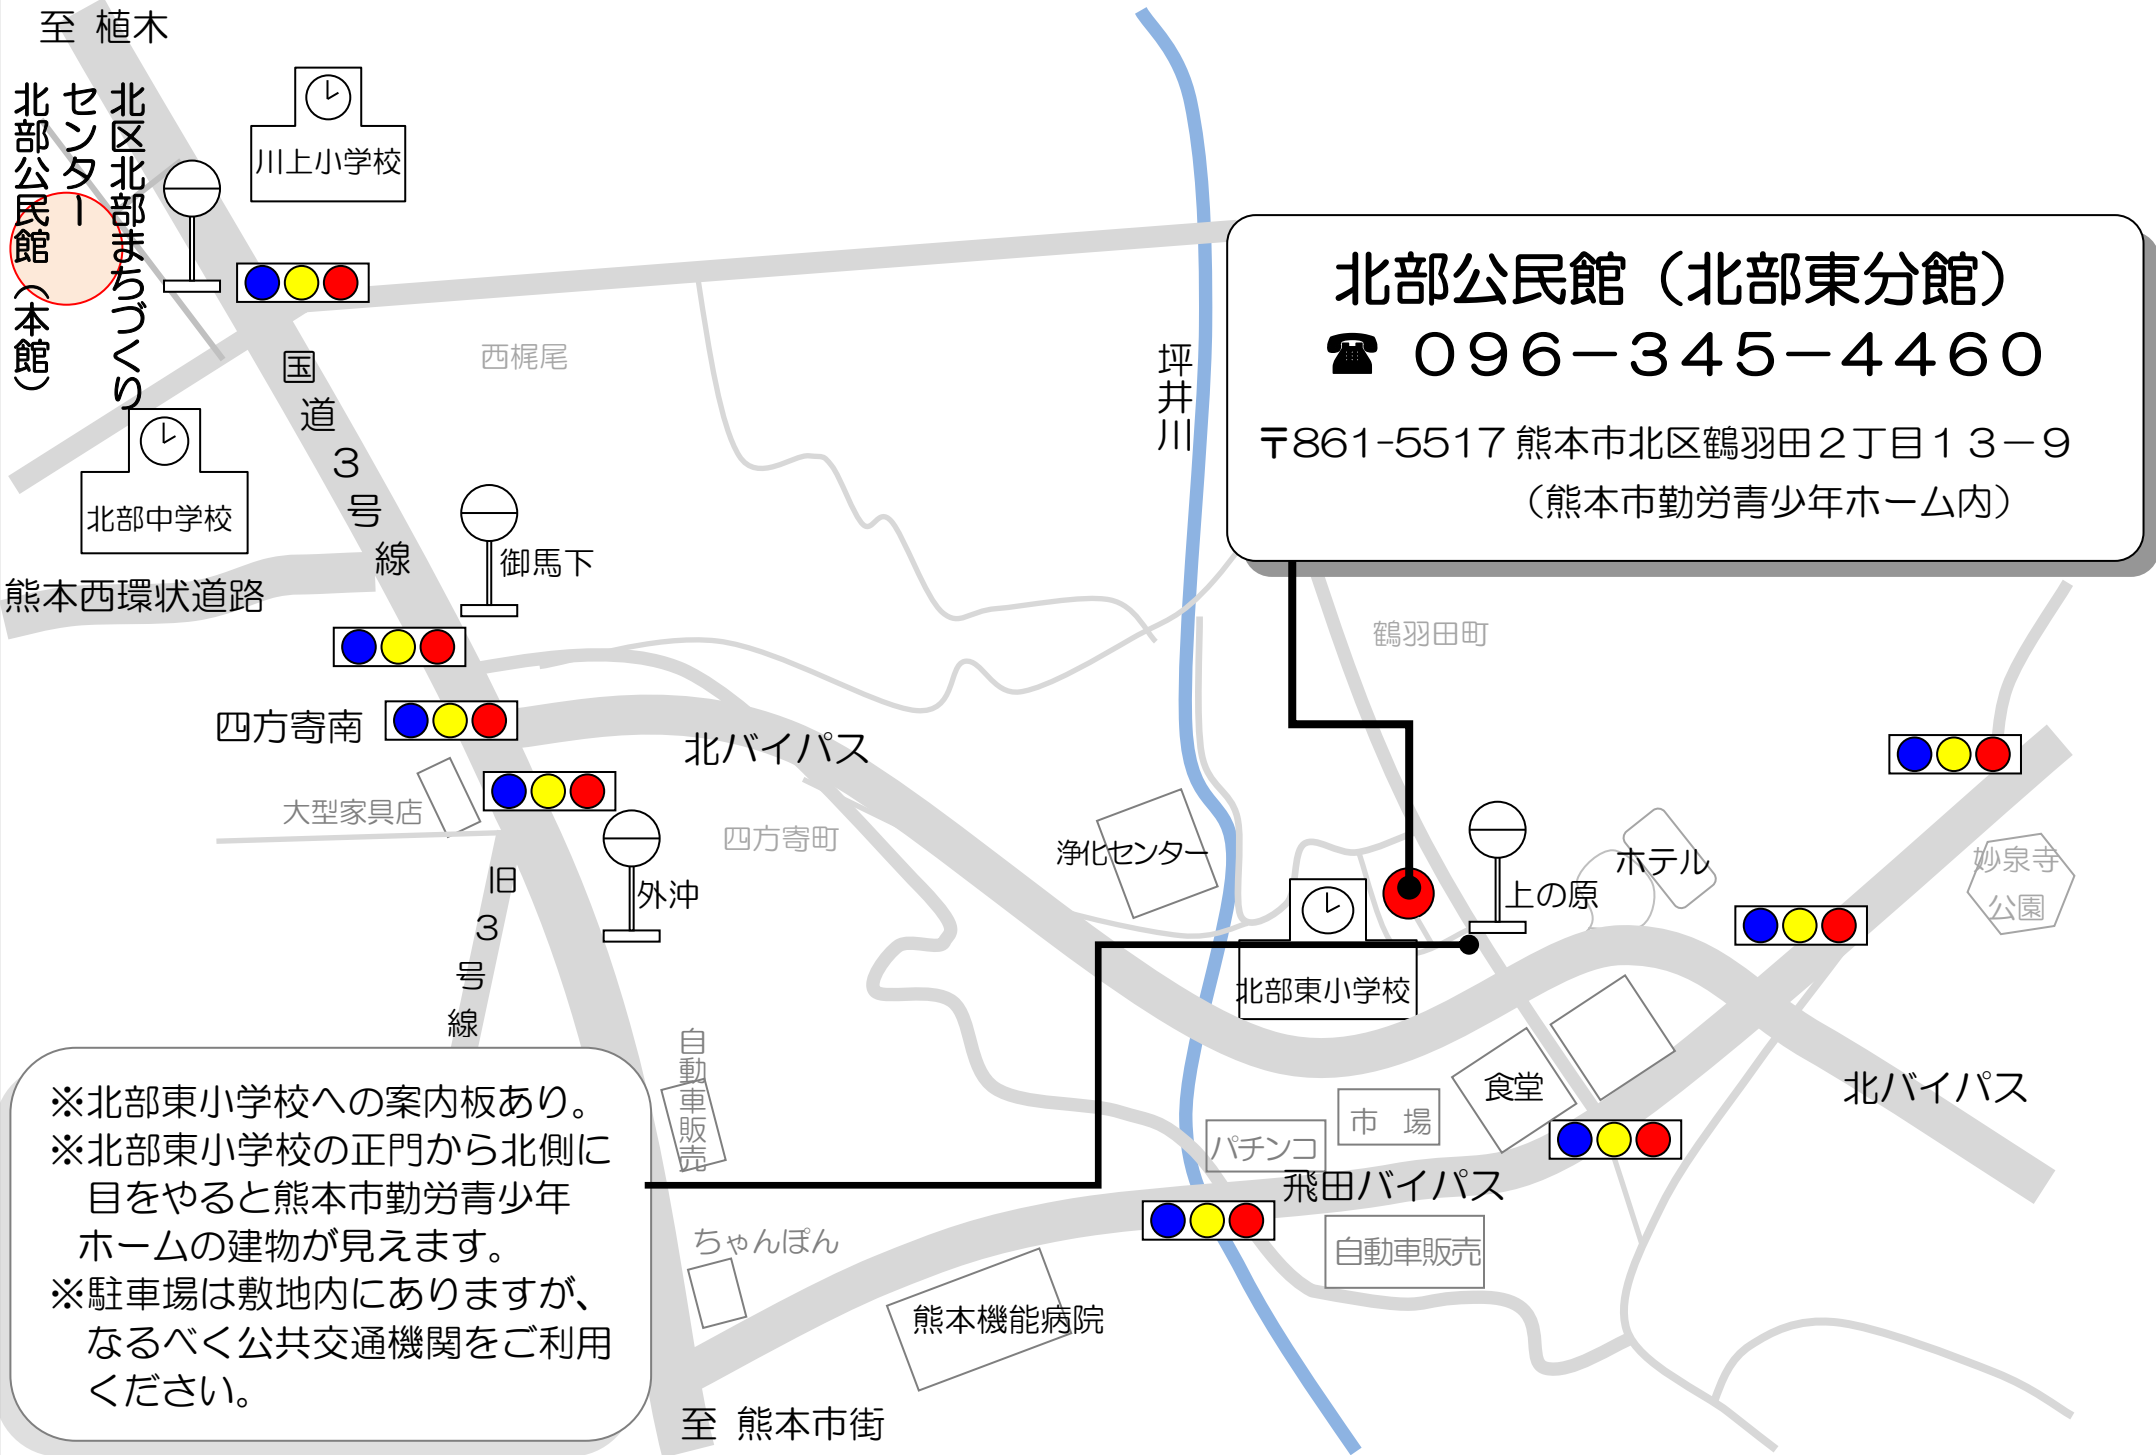 至 植木
北区北部まちづくり
センター
北部公民館（本館）
川上小学校
西梶尾
坪井川
北部公民館（北部東分館）
☎ ０９６－３４５－４４６０
〒861-5517 熊本市北区鶴羽田２丁目１３－９
（熊本市勤労青少年ホーム内）
国道３号線
北部中学校
御馬下
熊本西環状道路
鶴羽田町
四方寄南
北バイパス
大型家具店
四方寄町
浄化センター
旧３号線
外沖
上の原
ホテル
妙泉寺
公園
北部東小学校
自動車販売
食堂
市　場
パチンコ
北バイパス
飛田バイパス
自動車販売
ちゃんぽん
熊本機能病院
※北部東小学校への案内板あり。
※北部東小学校の正門から北側に
目をやると熊本市勤労青少年
ホームの建物が見えます。
※駐車場は敷地内にありますが、
なるべく公共交通機関をご利用
ください。
至 熊本市街